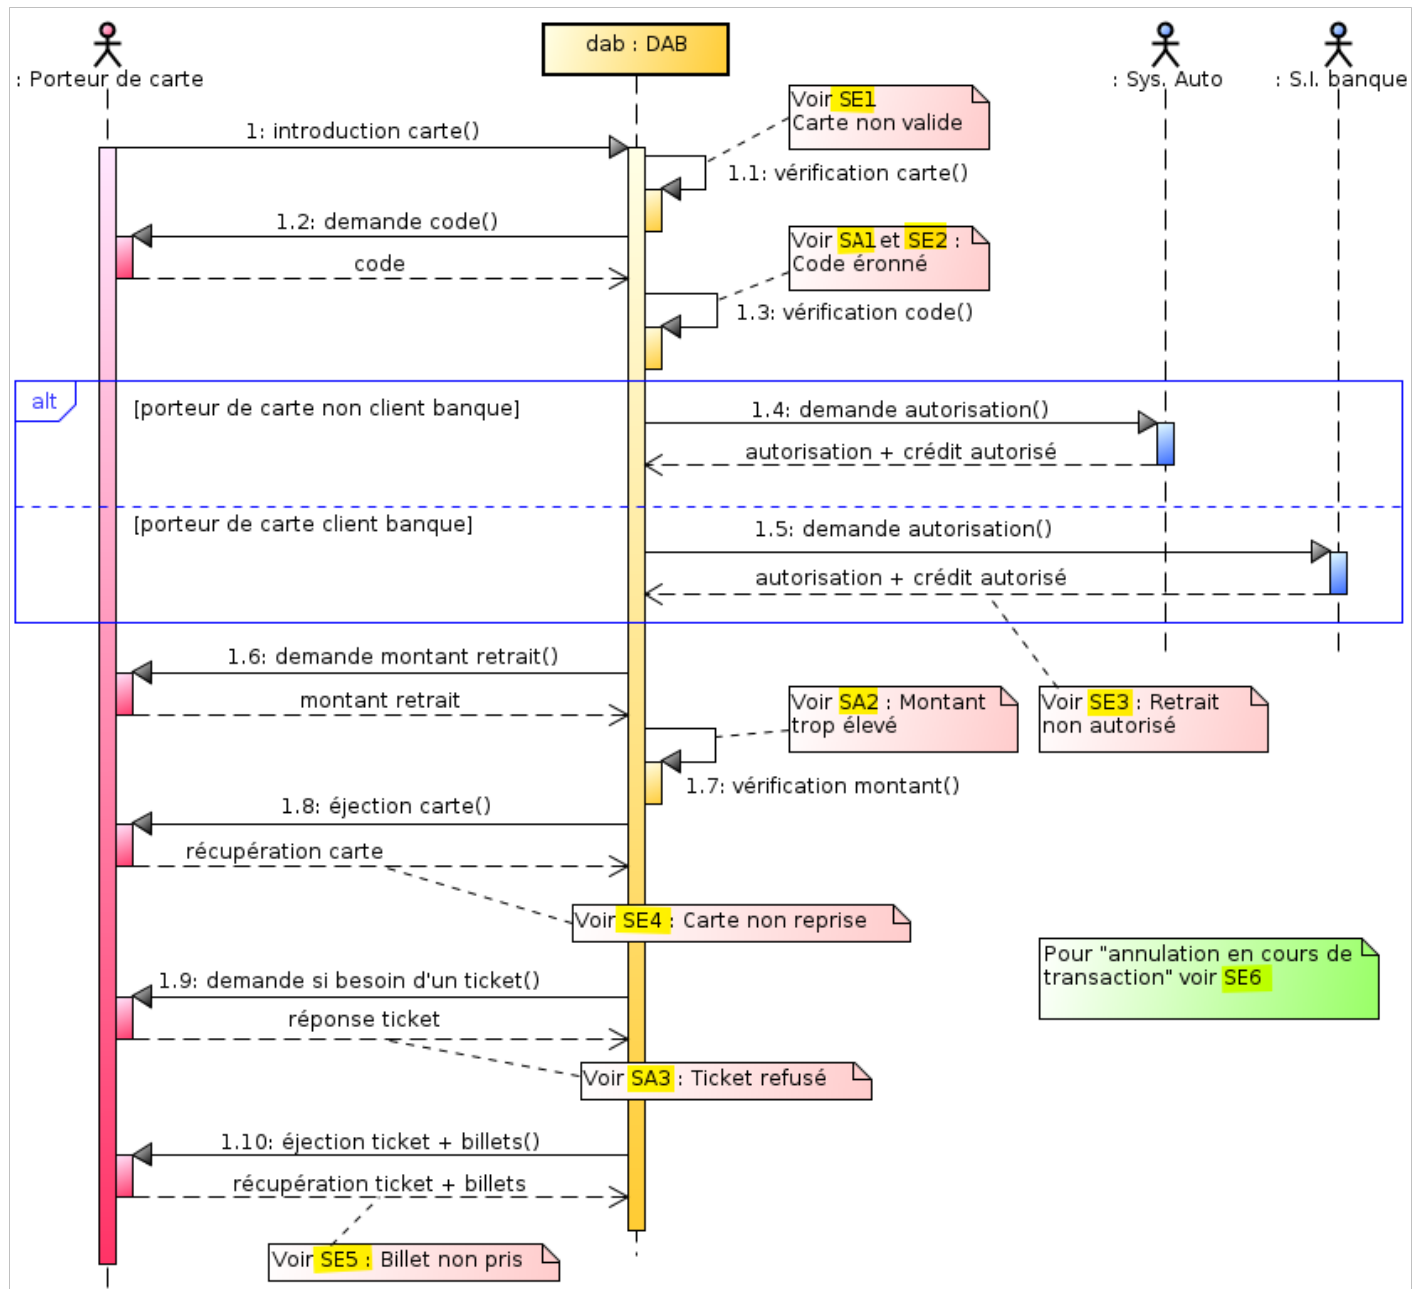 dab : DAB
: Porteur de carte
: Sys. Auto
: S.I. banque
Voir SE1
Carte non valide
1: introduction carte()
1.1: vérification carte()
1.2: demande code()
Voir SA1 et SE2 :
Code éronné
code
1.3: vérification code()
alt
[porteur de carte non client banque]
1.4: demande autorisation()
autorisation + crédit autorisé
[porteur de carte client banque]
1.5: demande autorisation()
autorisation + crédit autorisé
1.6: demande montant retrait()
montant retrait
Voir SA2 : Montant
trop élevé
Voir SE3 : Retrait
non autorisé
1.7: vérification montant()
1.8: éjection carte()
récupération carte
Voir SE4 : Carte non reprise
Pour "annulation en cours de
transaction" voir SE6
1.9: demande si besoin d'un ticket()
réponse ticket
Voir SA3 : Ticket refusé
1.10: éjection ticket + billets()
récupération ticket + billets
Voir SE5 : Billet non pris